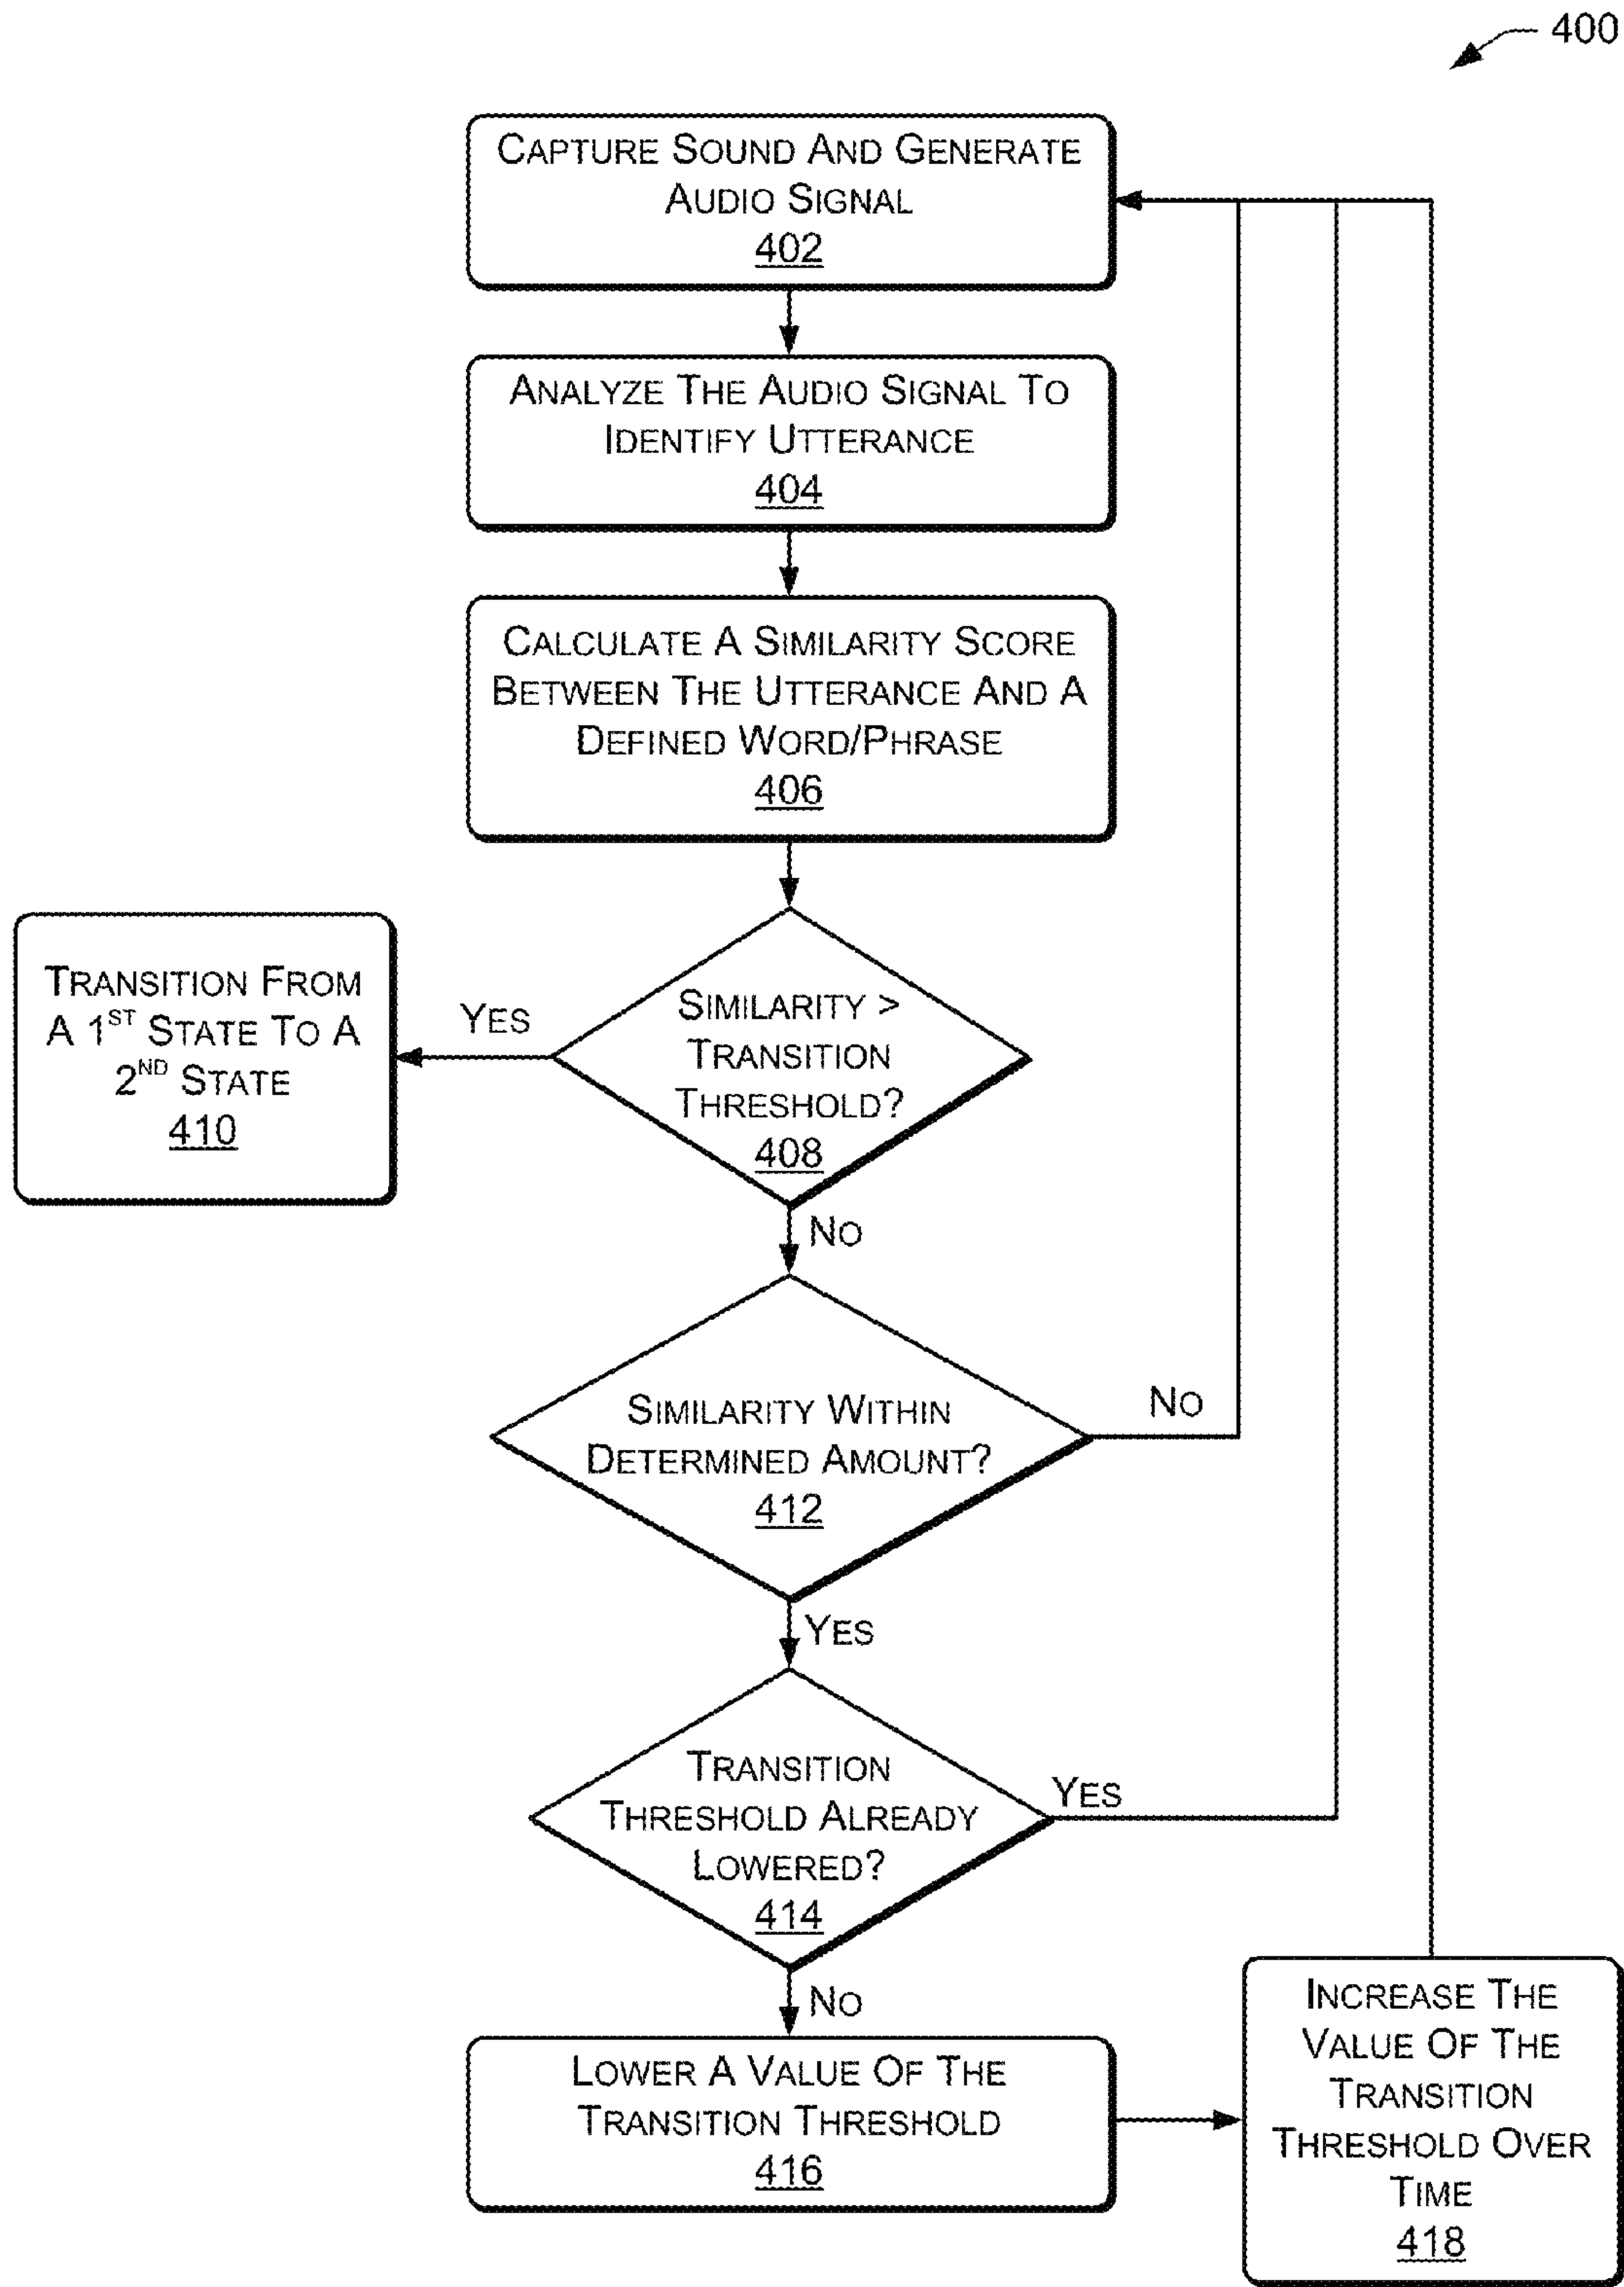 400
CAPTURE SOUND AND GENERATE
AUDIO SIGNAL
402
ANALYZE THE AUDIO SIGNAL TO
IDENTIFY UTTERANCE
404
CALCULATE A SIMILARITY SCORE
BETWEEN THE UTTERANCE AND A
DEFINED WORD/PHRASE
406
SIMILARITY >
TRANSITION
THRESHOLD?
408
YES
TRANSITION FROM
A 1ST STATE TO A
2ND STATE
410
NO
SIMILARITY WITHIN
DETERMINED AMOUNT?
412
NO
YES
TRANSITION
THRESHOLD ALREADY
LOWERED?
414
YES
NO
LOWER A VALUE OF THE
TRANSITION THRESHOLD
416
INCREASE THE
VALUE OF THE
TRANSITION
THRESHOLD OVER
TIME
418